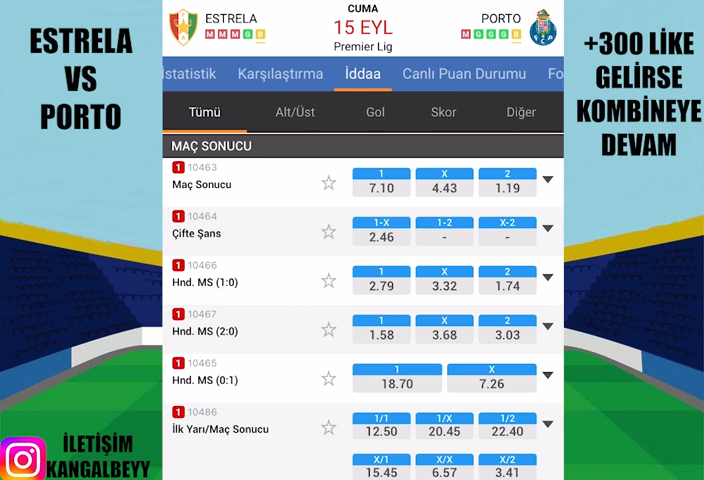 ESTRELA
VS
PORTO
ESTRELA
M M M G B
CUMA
15 EYL
Premier Lig
PORTO
M G G G B
+300 LİKE
GELİRSE
KOMBİNEYE
DEVAM
istatistik Karşılaştırma İddaa Canlı Puan Durumu Fo
Tümü Alt/Üst Gol Skor Diğer
MAÇ SONUCU
1 10463
Maç Sonucu
1 X 2
7.10 4.43 1.19
1 10464
Çifte Şans
1-X 1-2 X-2
2.46 - -
1 10466
Hnd. MS (1:0)
1 X 2
2.79 3.32 1.74
1 10467
Hnd. MS (2:0)
1 X 2
1.58 3.68 3.03
1 10465
Hnd. MS (0:1)
1 X
18.70 7.26
1 10486
İlk Yarı/Maç Sonucu
1/1 1/X 1/2
12.50 20.45 22.40
X/1 X/X X/2
15.45 6.57 3.41
İLETİŞİM
KANGALBEYY